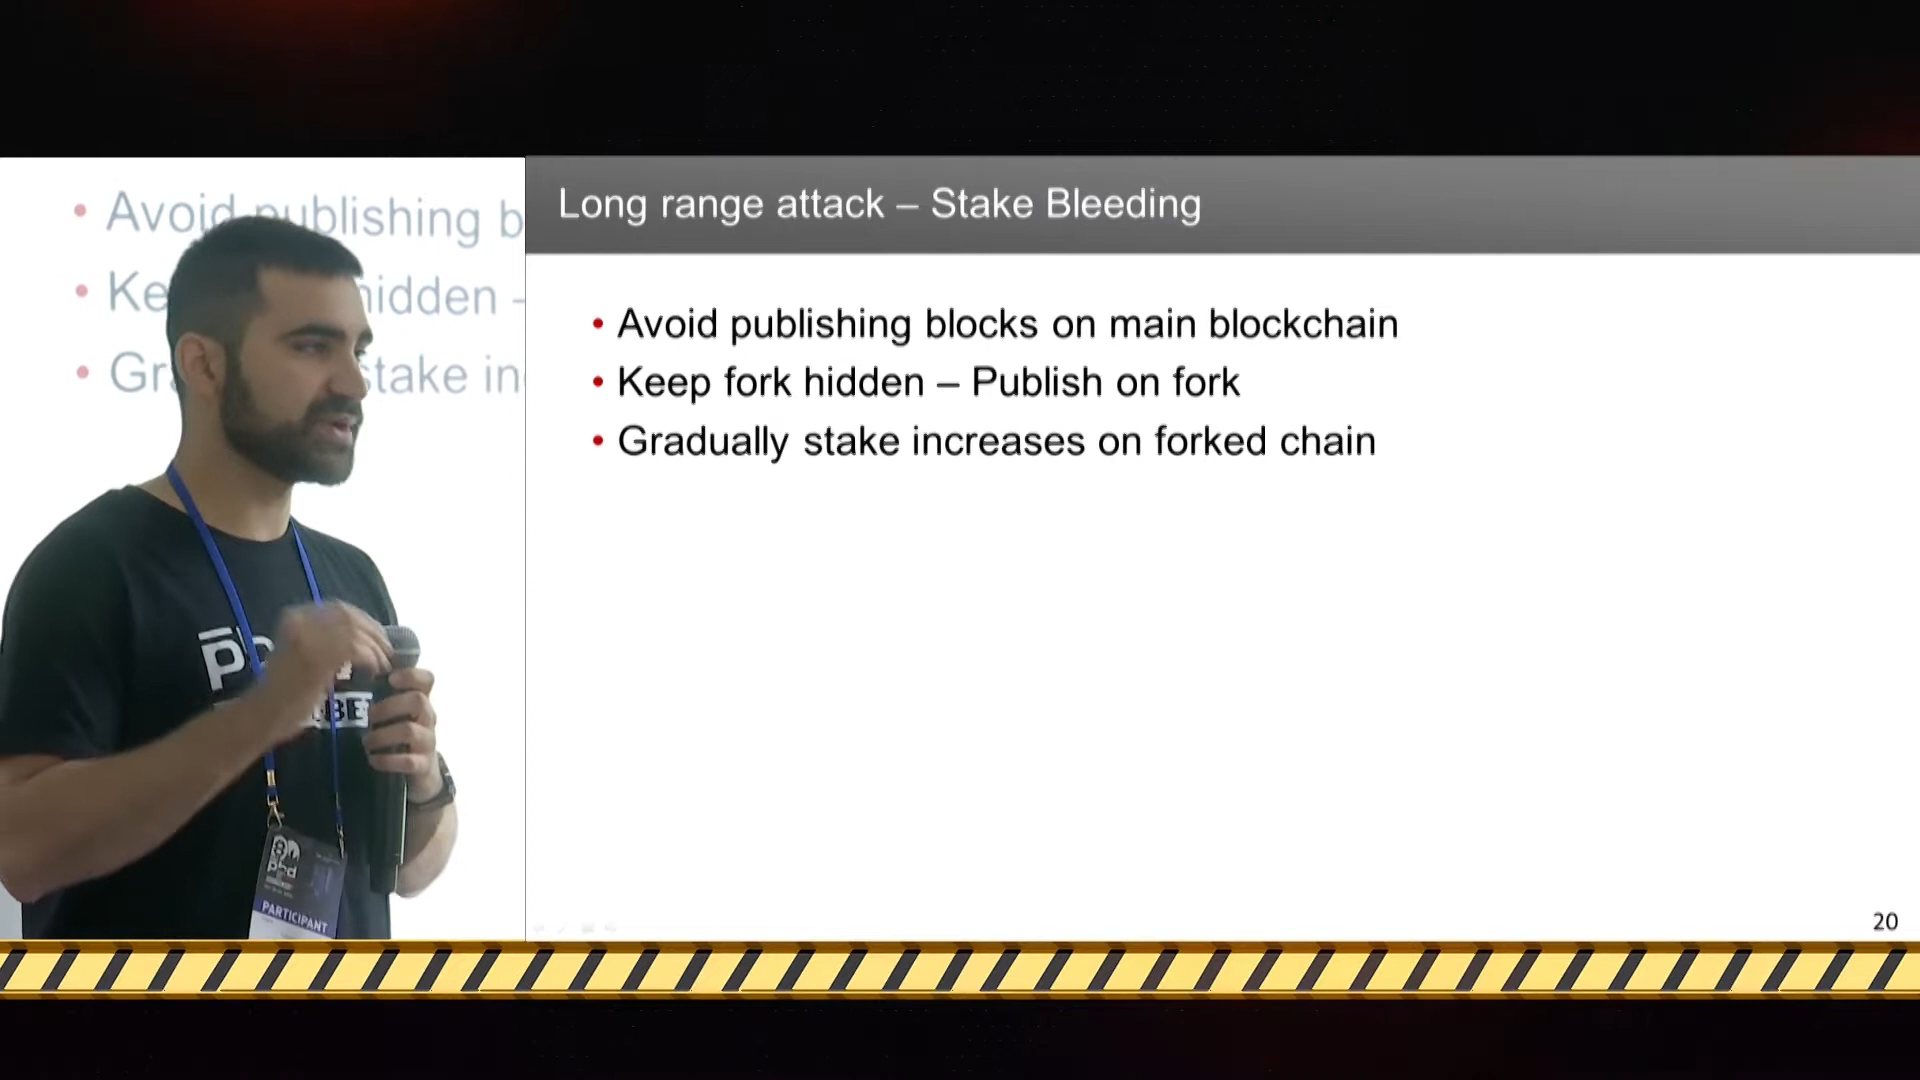 Long range attack – Stake Bleeding
• Avoid publishing blocks on main blockchain
• Keep fork hidden – Publish on fork
• Gradually stake increases on forked chain
20
• Avoid publishing b
• Ke hidden –
• Gr stake in
PARTICIPANT